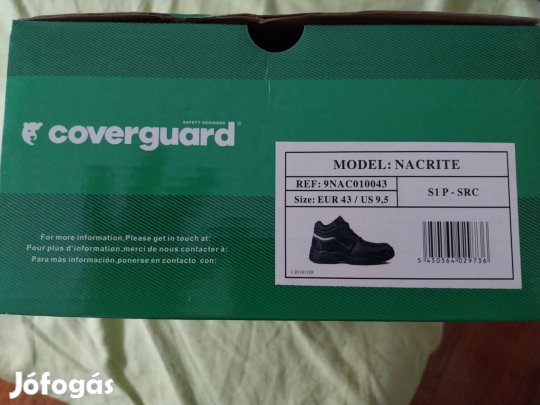 SAFETY DESIGNER
coverguard®
MODEL: NACRITE
REF: 9NAC010043
S1 P - SRC
Size: EUR 43 / US 9,5
For more information,Please get in touch at:
Pour plus d'information,merci de nous contacter à:
Para más información,ponerse en contacto con:
5 450564 029736
Jófogás